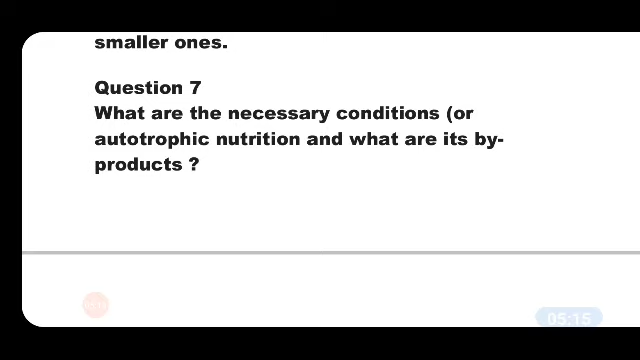 smaller ones.
Question 7
What are the necessary conditions (or
autotrophic nutrition and what are its by-
products ?
05:15